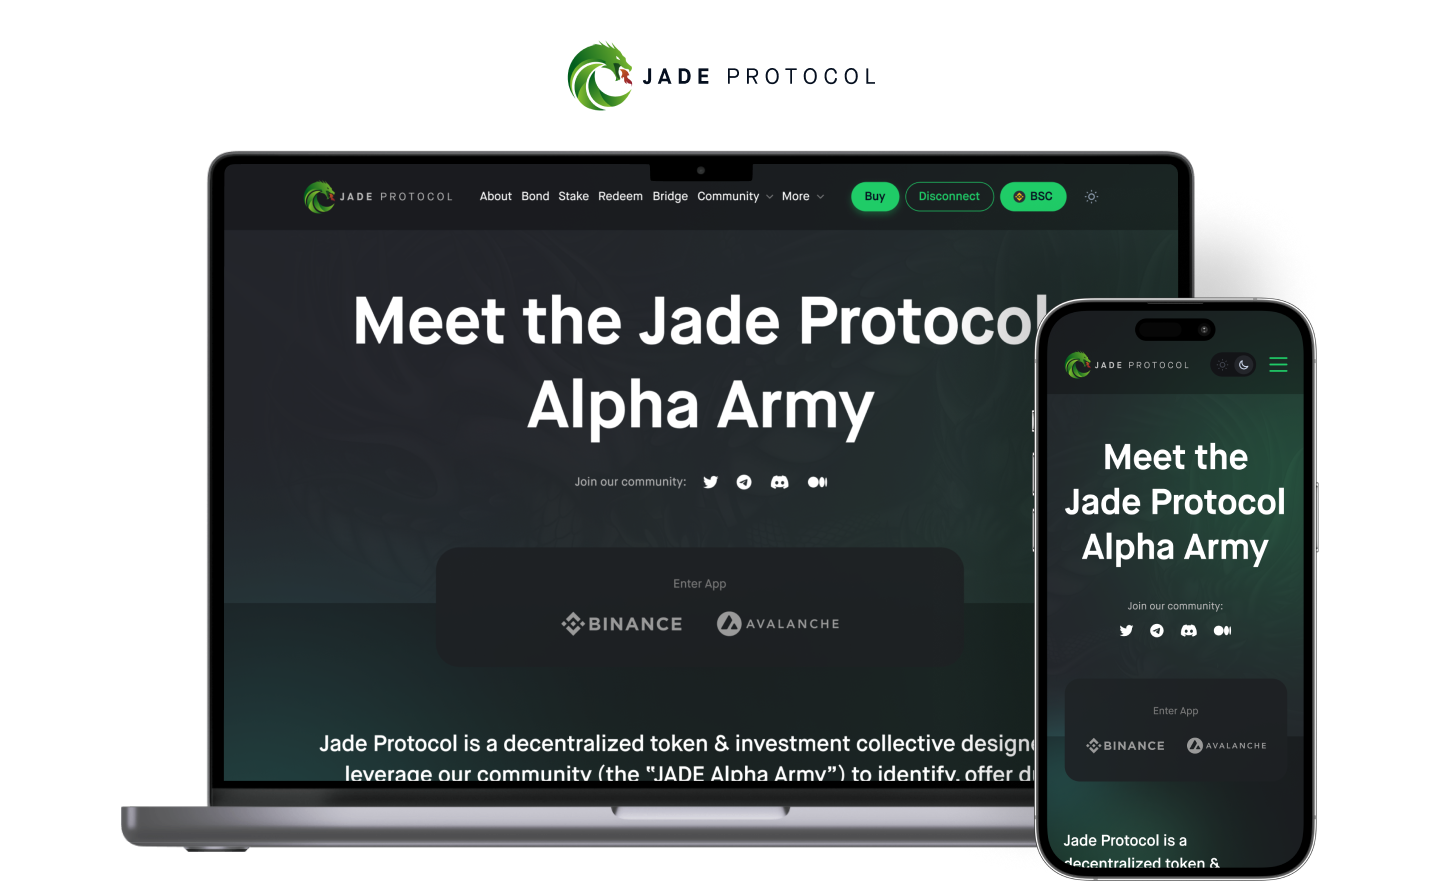 JADE PROTOCOL
JADE PROTOCOL
About Bond Stake Redeem Bridge Community More Buy Disconnect BSC
Meet the Jade Protocol
Alpha Army
Join our community:
Enter App
BINANCE AVALANCHE
Jade Protocol is a decentralized token & investment collective
leverage our community (the “JADE Alpha Army”) to identify, offer
JADE PROTOCOL
Meet the
Jade Protocol
Alpha Army
Join our community:
Enter App
BINANCE AVALANCHE
Jade Protocol is a
decentralized token &